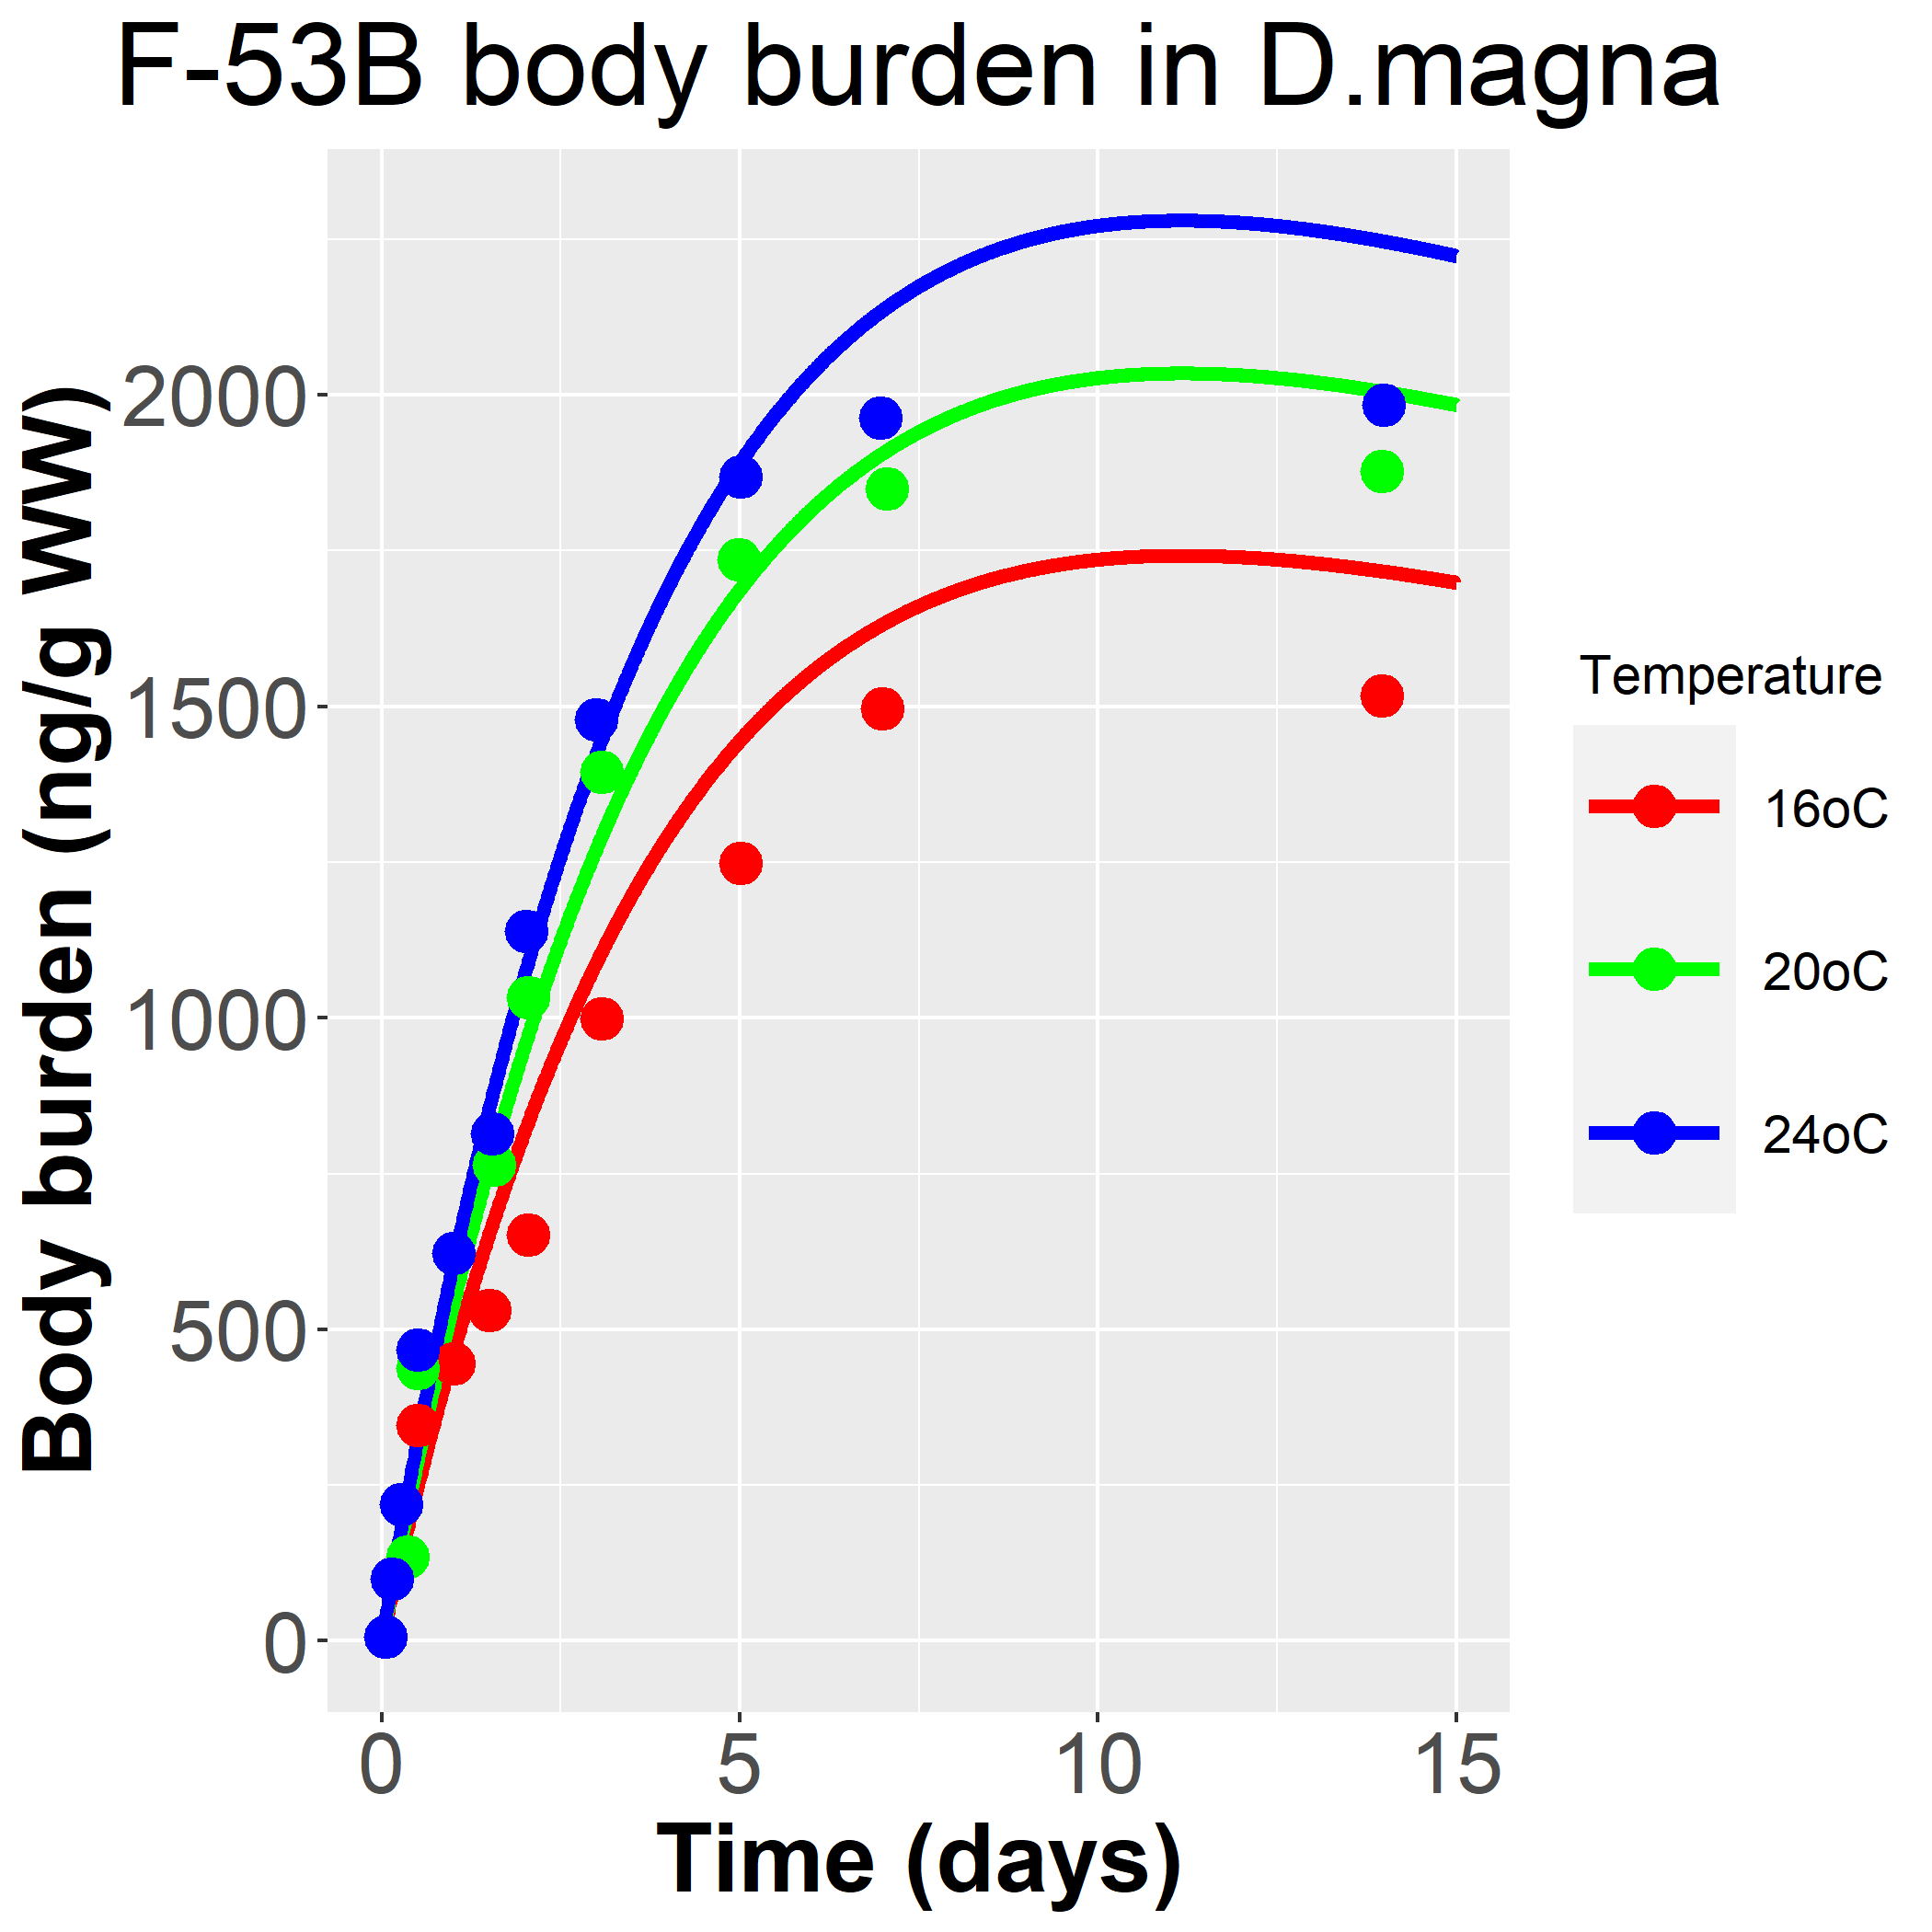 F-53B body burden in D.magna
Body burden (ng/g WW)
2000
1500
1000
500
0
0 5 10 15
Time (days)
Temperature
16oC
20oC
24oC